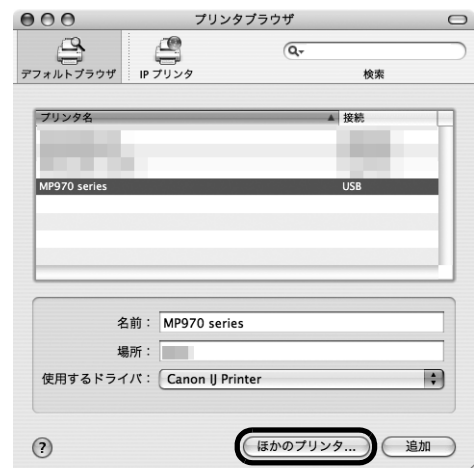 プリンタブラウザ
デフォルトブラウザ IP プリンタ 検索
プリンタ名 接続
MP970 series USB
名前： MP970 series
場所：
使用するドライバ： Canon IJ Printer
? ほかのプリンタ... 追加